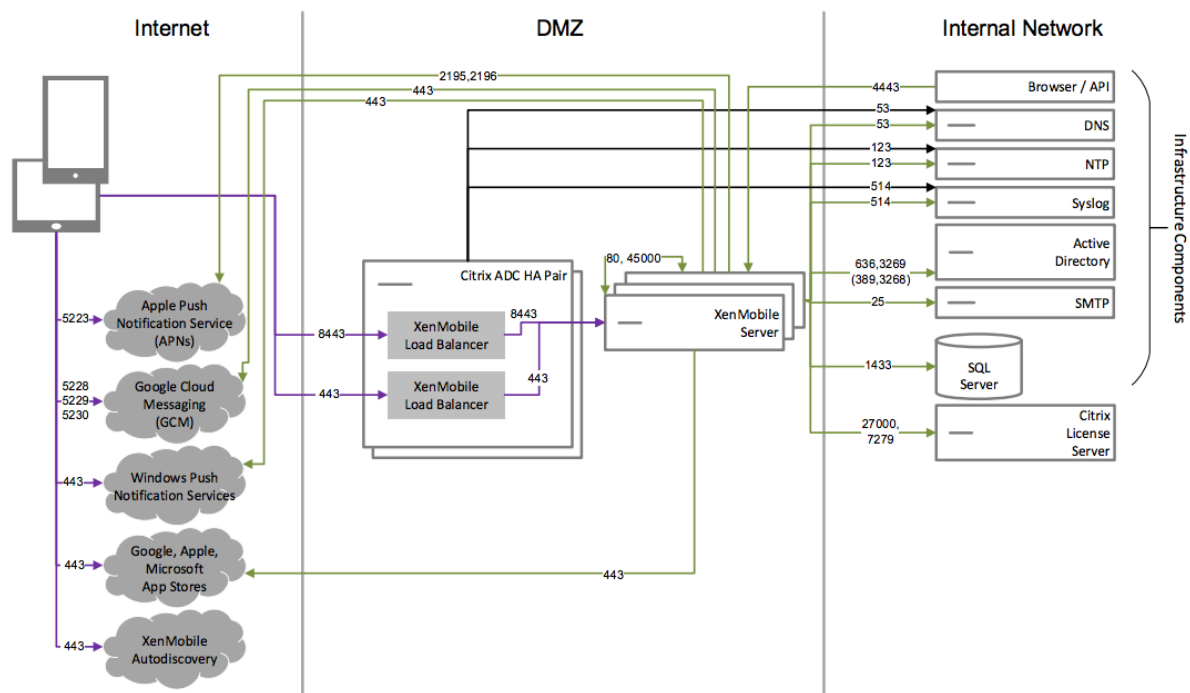 Internet
DMZ
Internal Network
2195,2196
443
443
4443
Browser / API
53
53
DNS
123
123
NTP
514
514
Syslog
636,3269
(389,3268)
Active
Directory
25
SMTP
1433
SQL
Server
27000,
7279
Citrix
License
Server
Infrastructure Components
80, 45000
Citrix ADC HA Pair
8443
XenMobile
Load Balancer
8443
443
XenMobile
Load Balancer
443
XenMobile
Server
443
5223
Apple Push
Notification Service
(APNs)
5228
5229
5230
Google Cloud
Messaging
(GCM)
443
Windows Push
Notification Services
443
Google, Apple,
Microsoft
App Stores
443
XenMobile
Autodiscovery